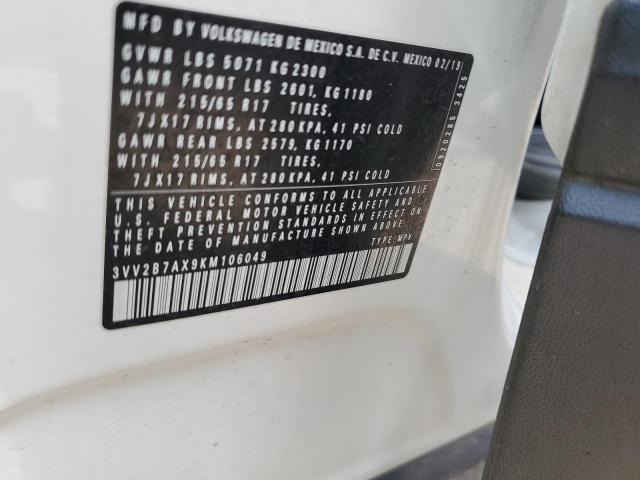 MFD BY VOLKSWAGEN DE MEXICO S.A. DE C.V. MEXICO 02/19
GVWR LBS 5071 KG 2300
GAWR FRONT LBS 2601, KG 1180
WITH 215/65 R17 TIRES,
7JX17 RIMS, AT 280 KPA, 41 PSI COLD
GAWR REAR LBS 2579, KG 1170
WITH 215/65 R17 TIRES,
7JX17 RIMS, AT 280 KPA, 41 PSI COLD
THIS VEHICLE CONFORMS TO ALL APPLICABLE
U.S. FEDERAL MOTOR VEHICLE SAFETY AND
THEFT PREVENTION STANDARDS IN EFFECT ON
THE DATE OF MANUFACTURE SHOWN ABOVE.
3VV2B7AX9KM106049 TYPE: MPV
0920285 3425